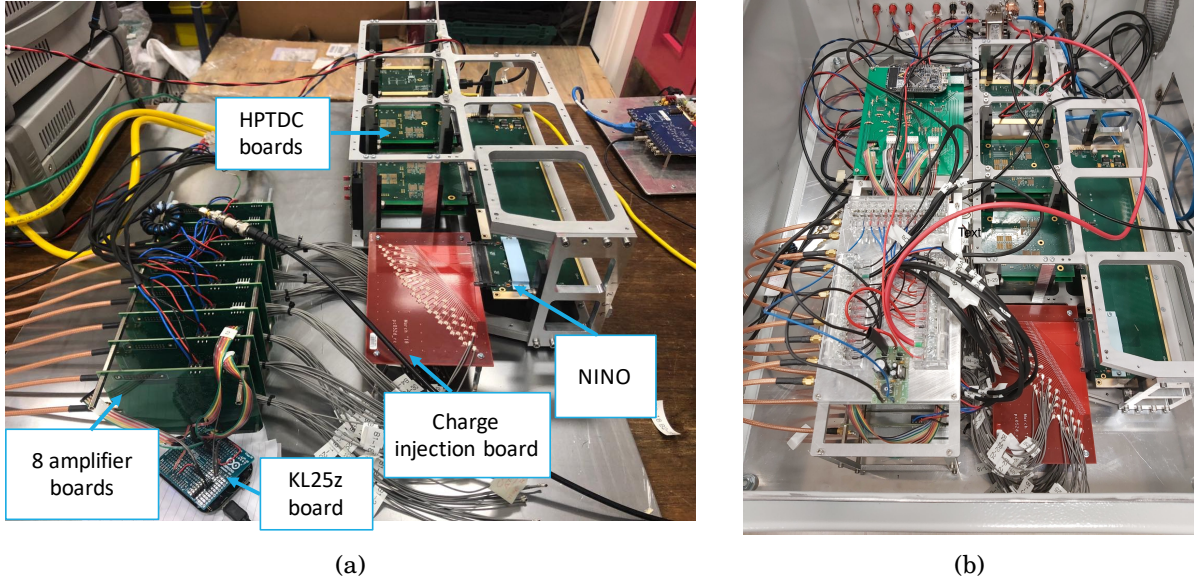 HPTDC
boards
NINO
Charge
injection board
8 amplifier
boards
KL25z
board
Text
(a)
(b)